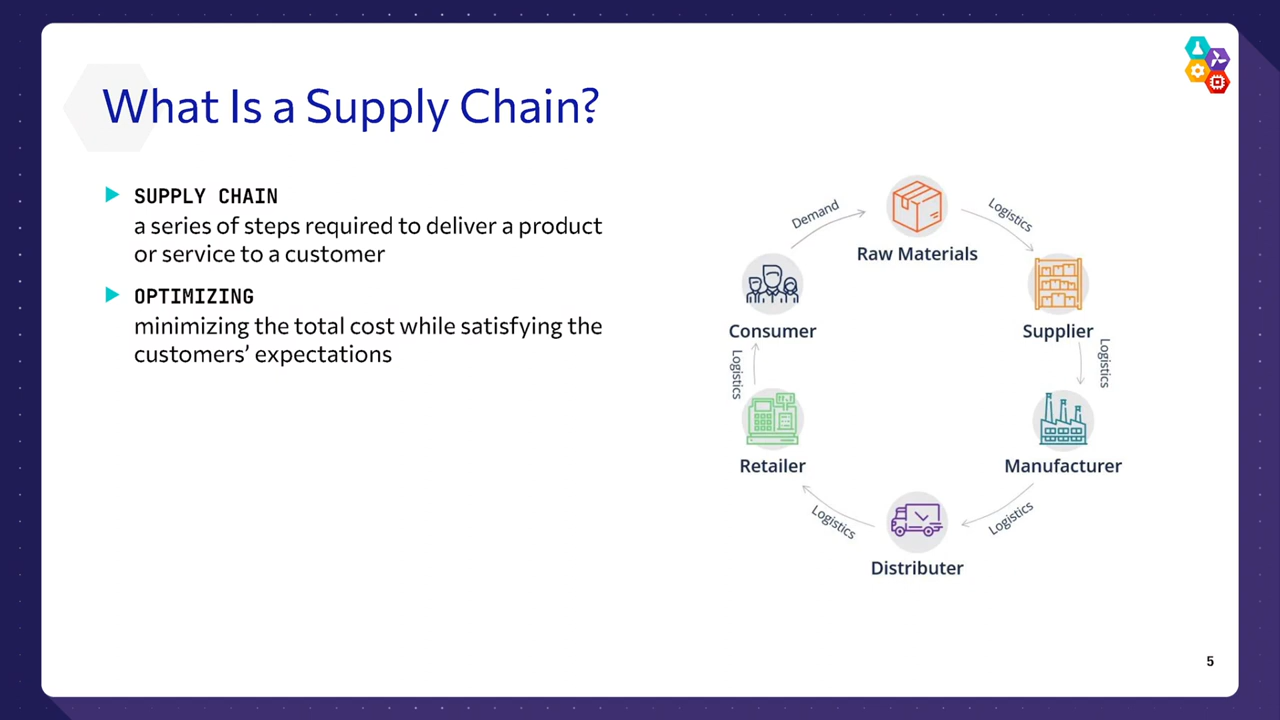 What Is a Supply Chain?
SUPPLY CHAIN
a series of steps required to deliver a product
or service to a customer
OPTIMIZING
minimizing the total cost while satisfying the
customers’ expectations
Demand
Raw Materials
Logistics
Supplier
Logistics
Manufacturer
Logistics
Distributer
Logistics
Retailer
Logistics
Consumer
5